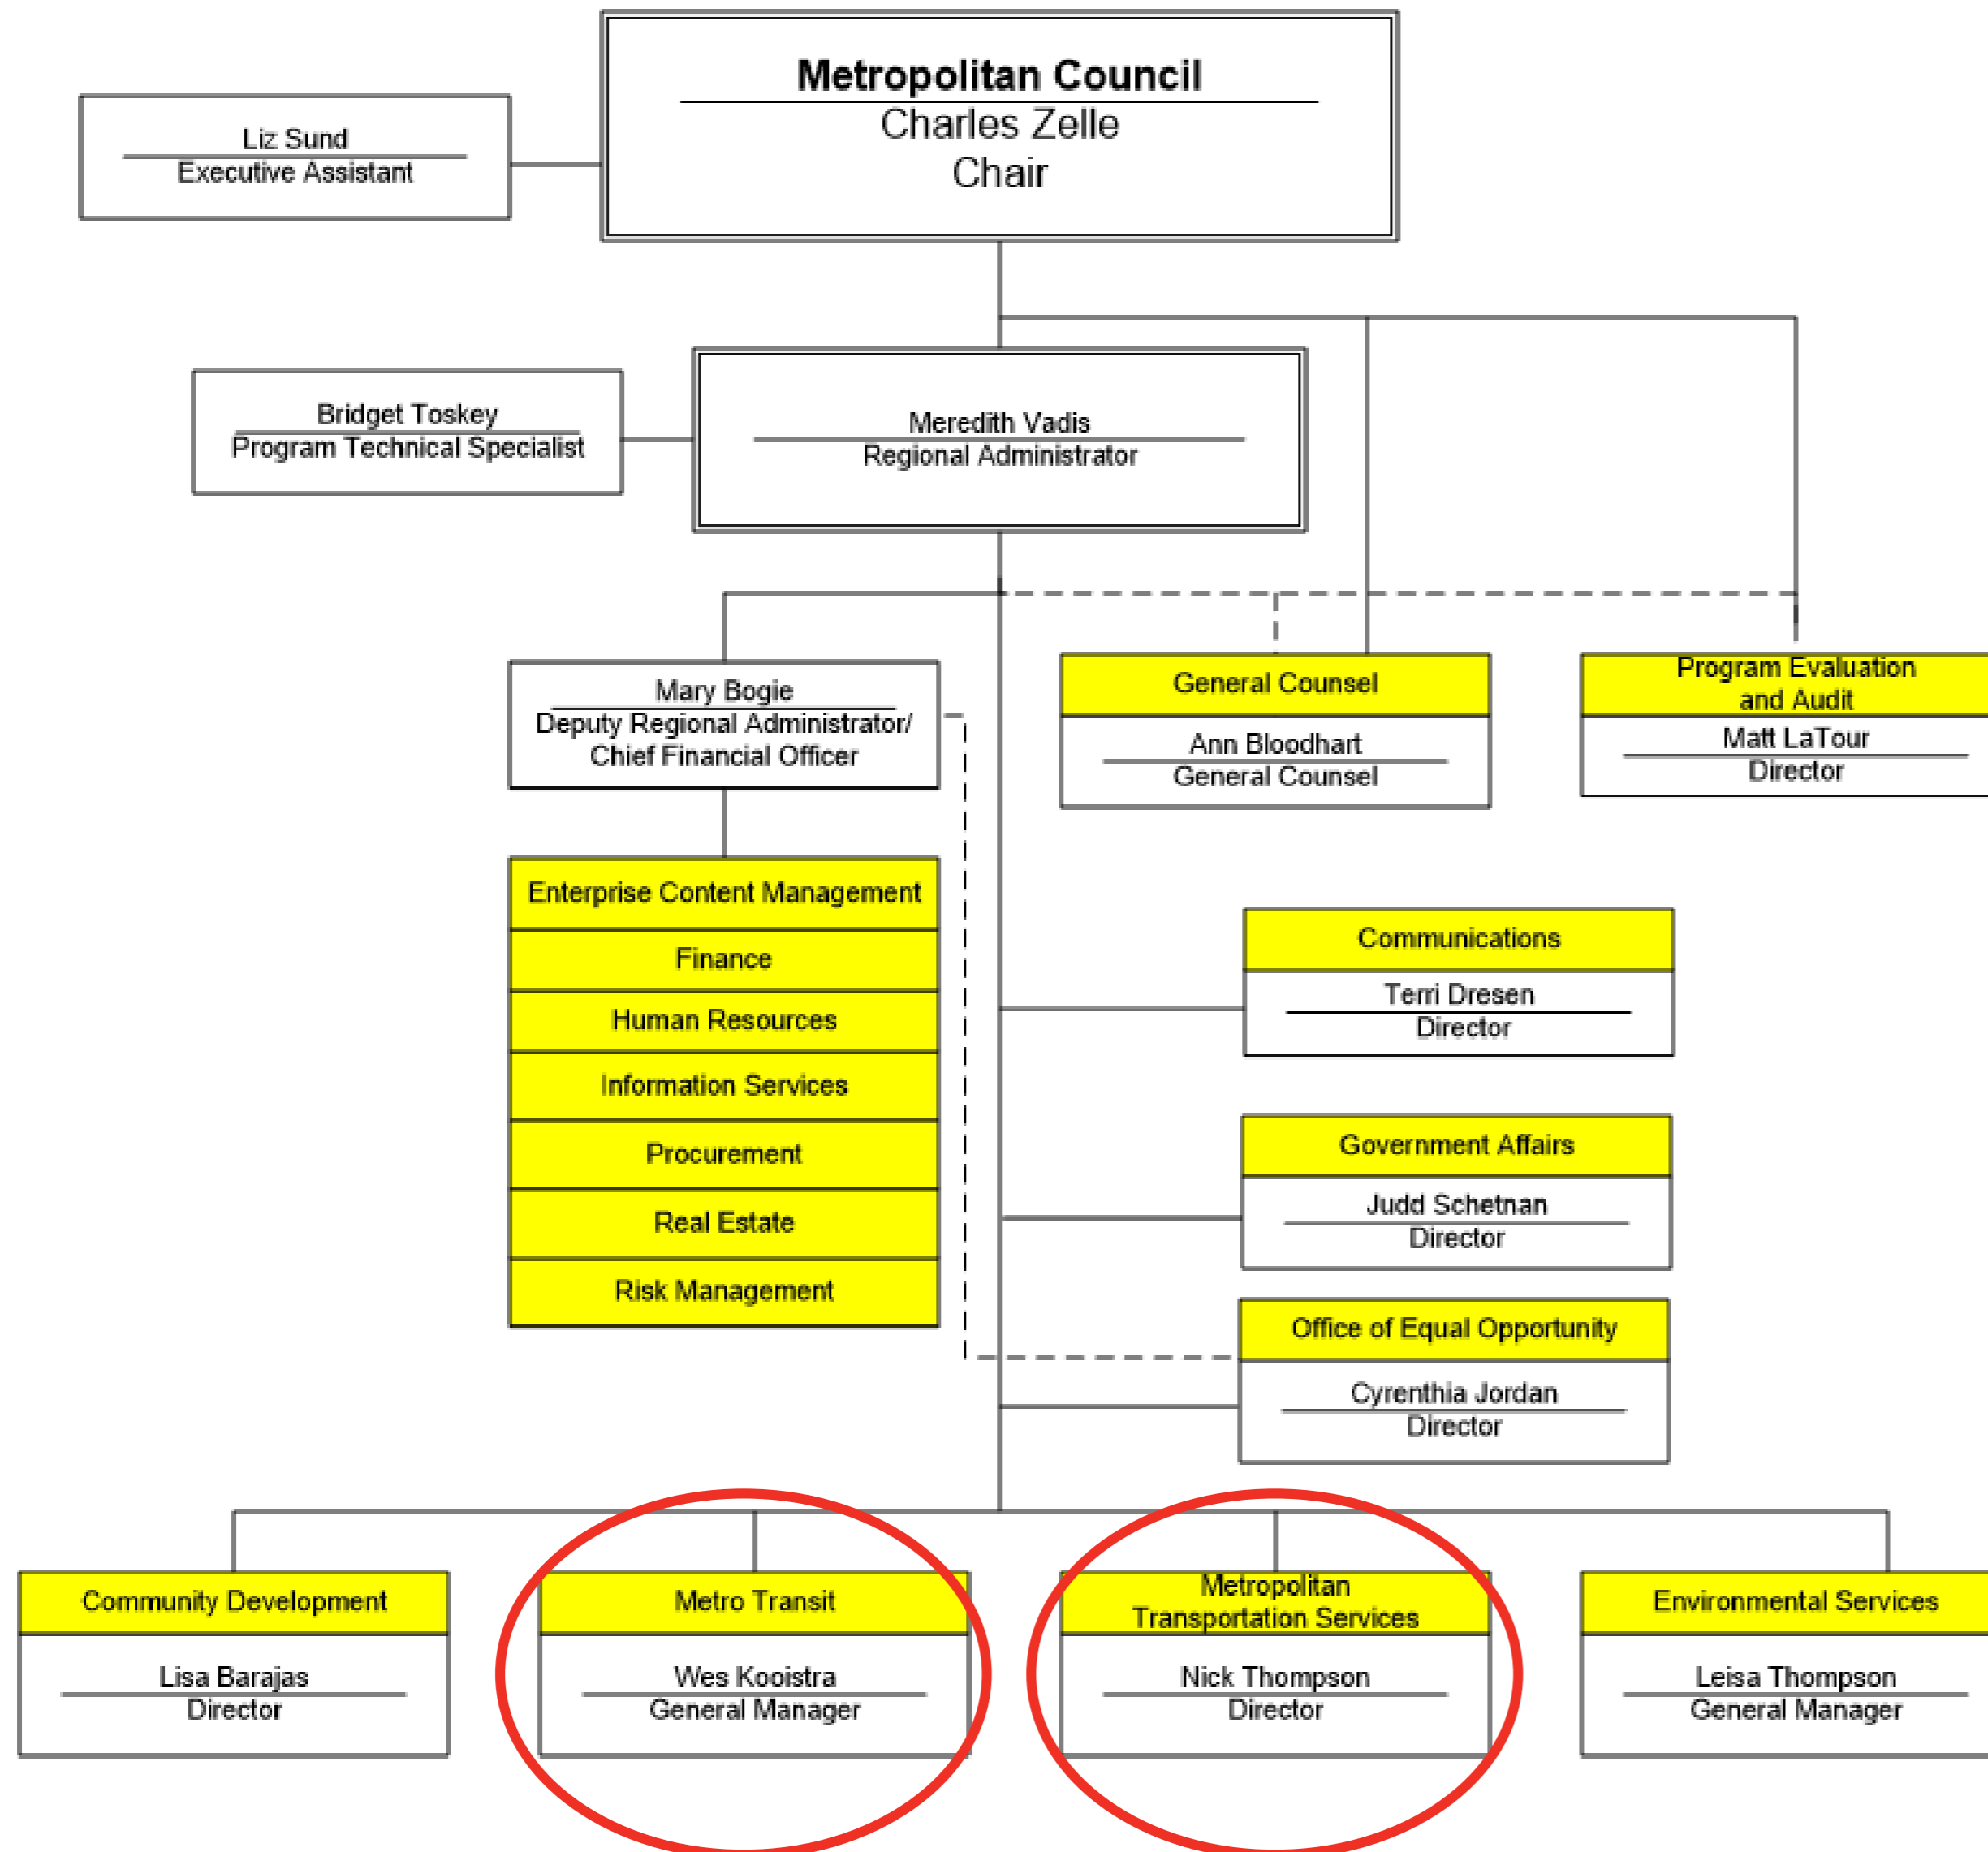 Metropolitan Council
Charles Zelle
Chair
Liz Sund
Executive Assistant
Bridget Toskey
Program Technical Specialist
Meredith Vadis
Regional Administrator
Mary Bogie
Deputy Regional Administrator/
Chief Financial Officer
General Counsel
Ann Bloodhart
General Counsel
Program Evaluation
and Audit
Matt LaTour
Director
Enterprise Content Management
Finance
Human Resources
Information Services
Procurement
Real Estate
Risk Management
Communications
Terri Dresen
Director
Government Affairs
Judd Schetnan
Director
Office of Equal Opportunity
Cyrenthia Jordan
Director
Community Development
Lisa Barajas
Director
Metro Transit
Wes Kooistra
General Manager
Metropolitan
Transportation Services
Nick Thompson
Director
Environmental Services
Leisa Thompson
General Manager